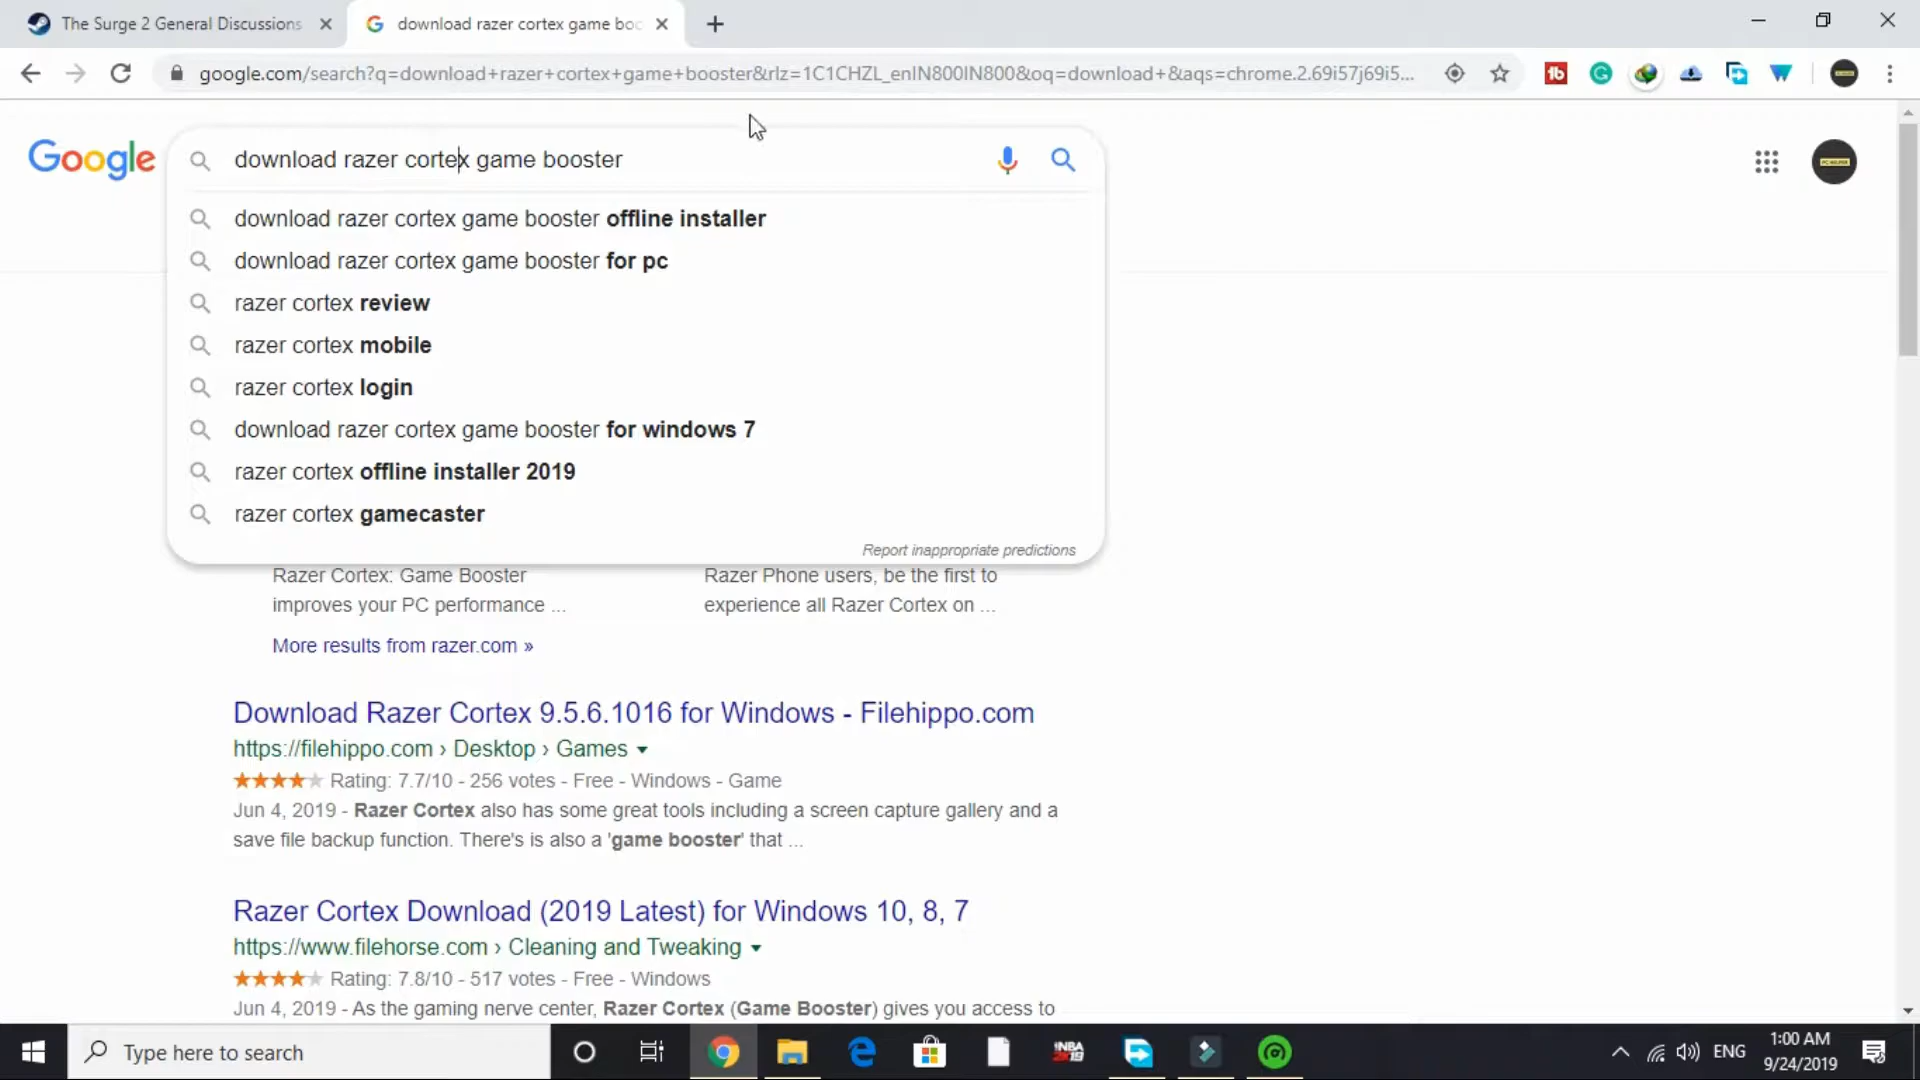 The Surge 2 General Discussions
download razer cortex game boo
google.com/search?q=download+razer+cortex+game+booster&rlz=1C1CHZL_enIN800IN800&oq=download+&aqs=chrome.2.69i57j69i5...
Google
download razer cortex game booster
download razer cortex game booster offline installer
download razer cortex game booster for pc
razer cortex review
razer cortex mobile
razer cortex login
download razer cortex game booster for windows 7
razer cortex offline installer 2019
razer cortex gamecaster
Report inappropriate predictions
Razer Cortex: Game Booster
improves your PC performance ...
Razer Phone users, be the first to
experience all Razer Cortex on ...
More results from razer.com »
Download Razer Cortex 9.5.6.1016 for Windows - Filehippo.com
https://filehippo.com › Desktop › Games
Rating: 7.7/10 - 256 votes - Free - Windows - Game
Jun 4, 2019 - Razer Cortex also has some great tools including a screen capture gallery and a
save file backup function. There's is also a 'game booster' that ...
Razer Cortex Download (2019 Latest) for Windows 10, 8, 7
https://www.filehorse.com › Cleaning and Tweaking
Rating: 7.8/10 - 517 votes - Free - Windows
Jun 4, 2019 - As the gaming nerve center, Razer Cortex (Game Booster) gives you access to
Type here to search
ENG
1:00 AM
9/24/2019